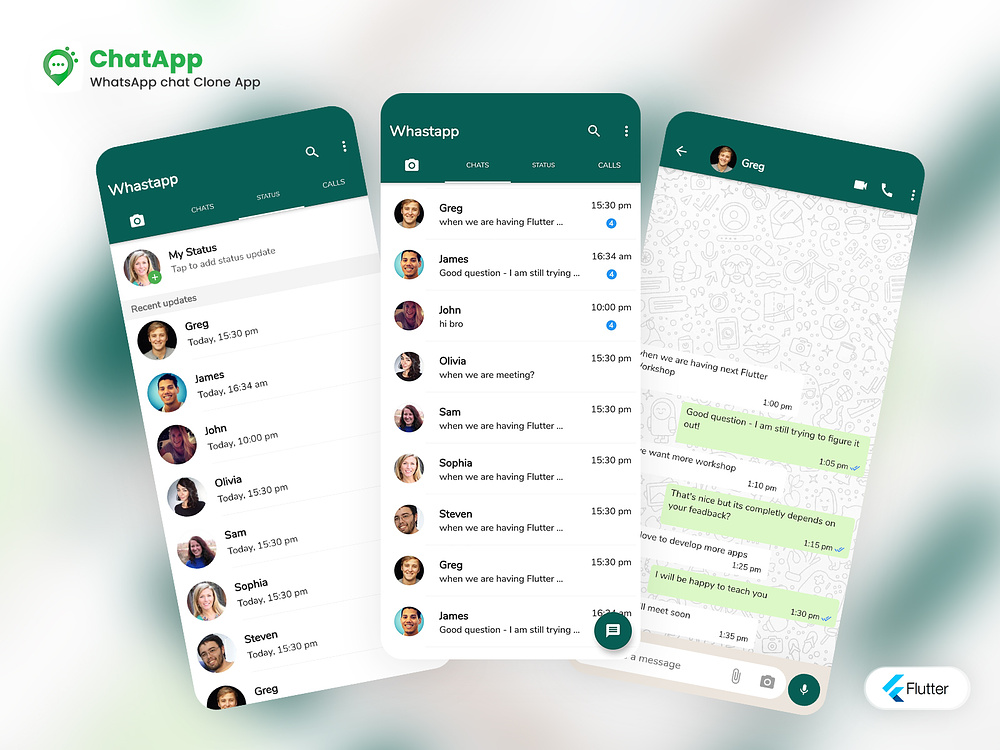 ChatApp
WhatsApp chat Clone App
Whastapp
CHATS
STATUS
CALLS
My Status
Tap to add status update
Recent updates
Greg
Today, 15:30 pm
James
Today, 16:34 am
John
Today, 10:00 pm
Olivia
Today, 15:30 pm
Sam
Today, 15:30 pm
Sophia
Today, 15:30 pm
Steven
Today, 15:30 pm
Greg
Whastapp
CHATS
STATUS
CALLS
Greg
15:30 pm
when we are having Flutter ...
4
James
16:34 am
Good question - I am still trying ...
4
John
10:00 pm
hi bro
4
Olivia
15:30 pm
when we are meeting?
Sam
15:30 pm
when we are having Flutter ...
Sophia
15:30 pm
when we are having Flutter ...
Steven
15:30 pm
when we are having Flutter ...
Greg
15:30 pm
when we are having Flutter ...
James
Good question - I am still trying ...
Greg
when we are having next Flutter
Workshop
1:00 pm
Good question - I am still trying to figure it
out!
1:05 pm
want more workshop
1:10 pm
That's nice but its completly depends on
your feadback?
1:15 pm
love to develop more apps
1:25 pm
I will be happy to teach you
1:30 pm
meet soon
1:35 pm
a message
Flutter